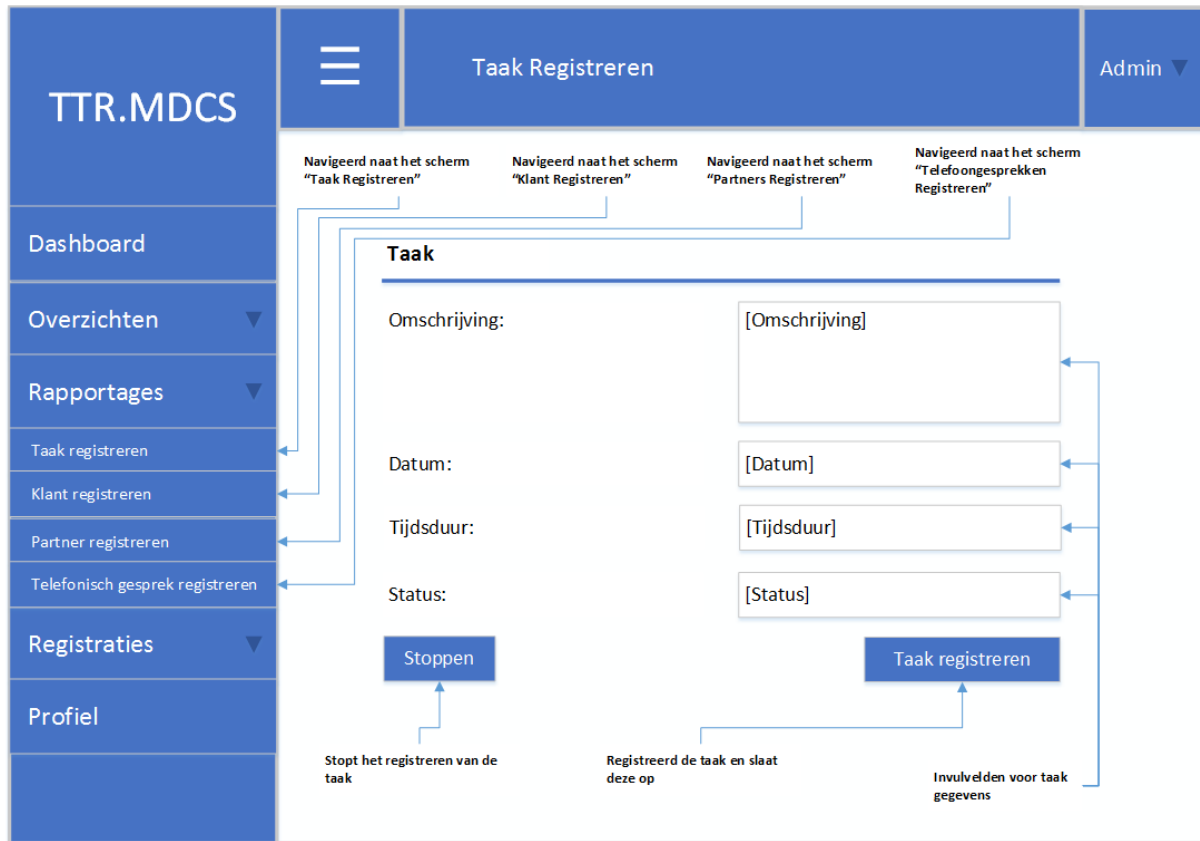 TTR.MDCS
☰
Taak Registreren
Admin ▼
Navigeerd naat het scherm
“Taak Registreren”
Navigeerd naat het scherm
“Klant Registreren”
Navigeerd naat het scherm
“Partners Registreren”
Navigeerd naat het scherm
“Telefoongesprekken
Registreren”
Dashboard
Overzichten ▼
Rapportages ▼
Taak registreren
Klant registreren
Partner registreren
Telefonisch gesprek registreren
Registraties ▼
Profiel
Taak
Omschrijving:
[Omschrijving]
Datum:
[Datum]
Tijdsduur:
[Tijdsduur]
Status:
[Status]
Stoppen
Taak registreren
Stopt het registreren van de
taak
Registreerd de taak en slaat
deze op
Invulvelden voor taak
gegevens